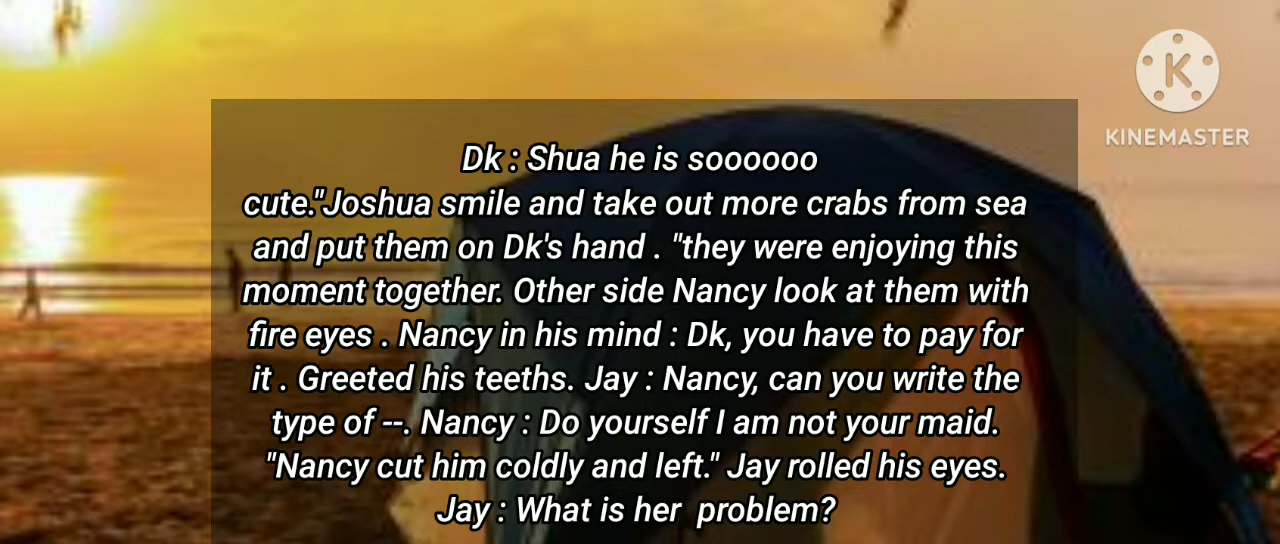 K
KINEMASTER
Dk : Shua he is soooooo
cute."Joshua smile and take out more crabs from sea
and put them on Dk's hand . "they were enjoying this
moment together. Other side Nancy look at them with
fire eyes . Nancy in his mind : Dk, you have to pay for
it . Greeted his teeths. Jay : Nancy, can you write the
type of --. Nancy : Do yourself I am not your maid.
"Nancy cut him coldly and left." Jay rolled his eyes.
Jay : What is her  problem?